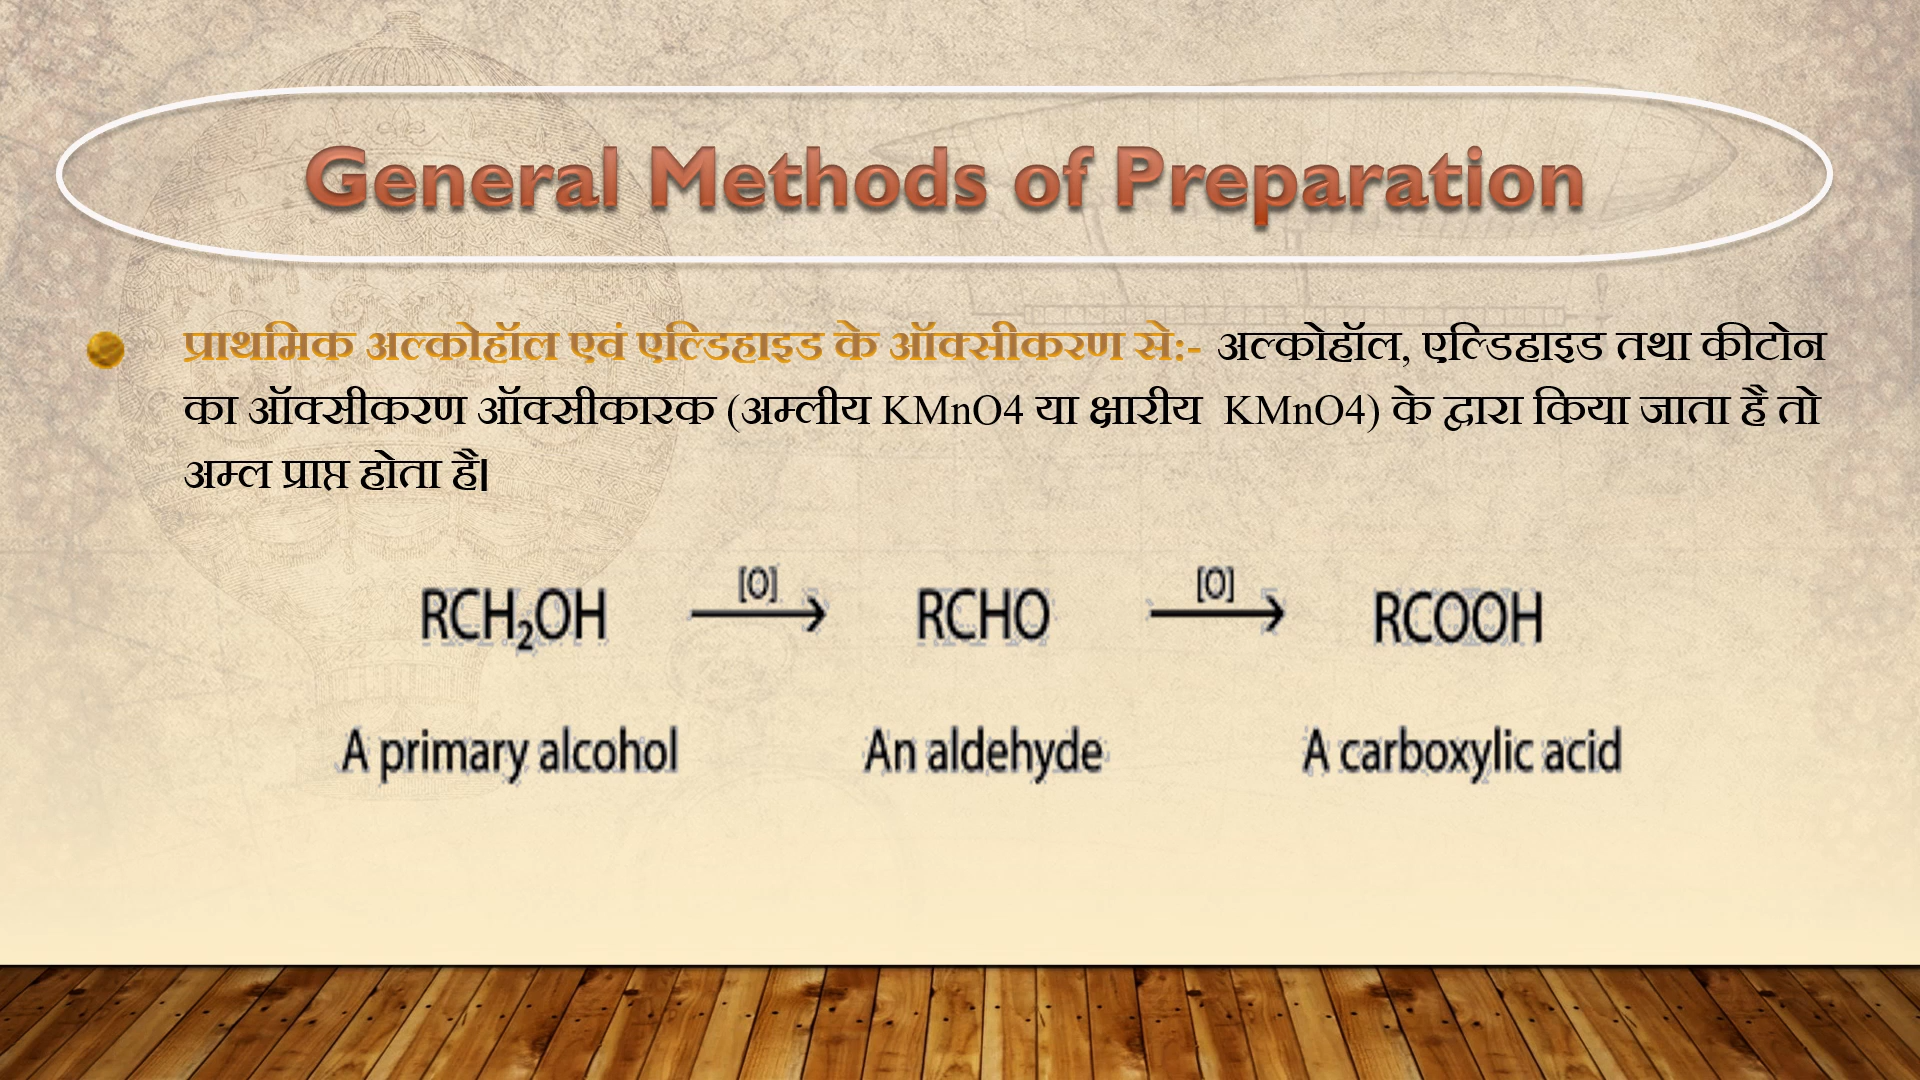 General Methods of Preparation
प्राथमिक अल्कोहॉल एवं एल्डिहाइड के ऑक्सीकरण से:- अल्कोहॉल, एल्डिहाइड तथा कीटोन
का ऑक्सीकरण ऑक्सीकारक (अम्लीय KMnO4 या क्षारीय KMnO4) के द्वारा किया जाता है तो
अम्ल प्राप्त होता है।
[O] [O]
RCH₂OH → RCHO → RCOOH
A primary alcohol An aldehyde A carboxylic acid